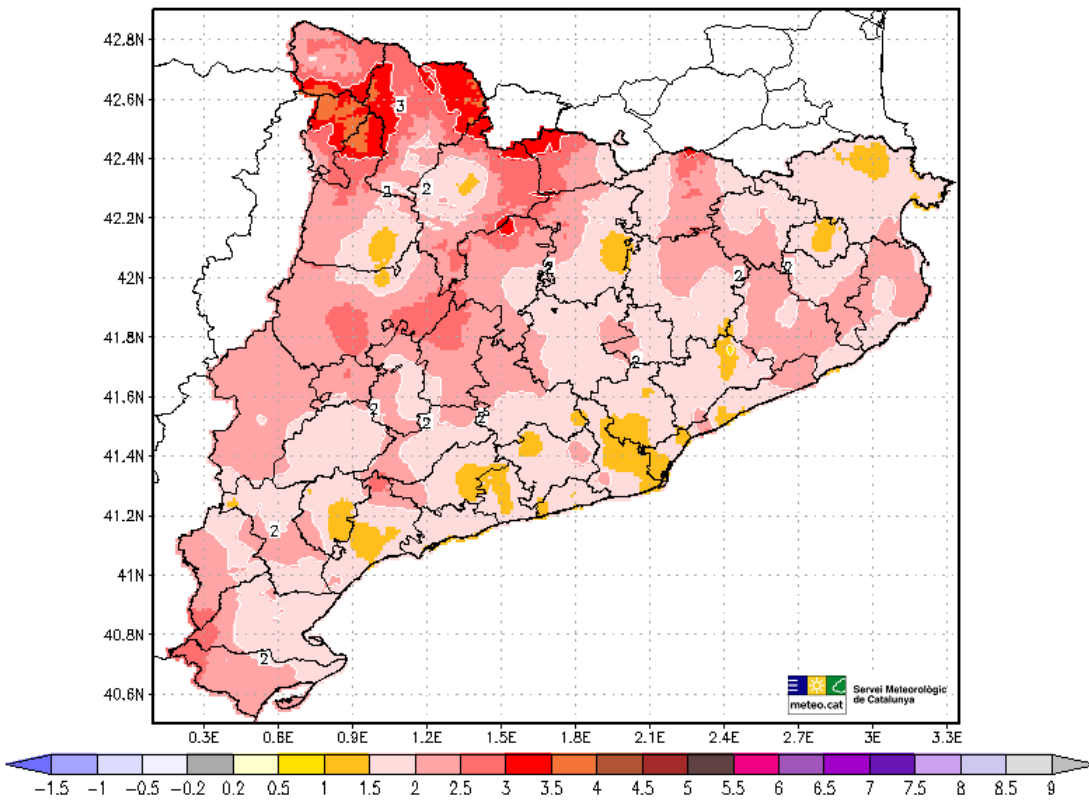 42.8N
42.6N
42.4N
42.2N
42N
41.8N
41.6N
41.4N
41.2N
41N
40.8N
40.6N
3
2
2
2
2
2
2
2
2
2
2
2
Servei Meteorològic
de Catalunya
meteo.cat
0.3E 0.6E 0.9E 1.2E 1.5E 1.8E 2.1E 2.4E 2.7E 3E 3.3E
−1.5 −1 −0.5 −0.2 0.2 0.5 1 1.5 2 2.5 3 3.5 4 4.5 5 5.5 6 6.5 7 7.5 8 8.5 9